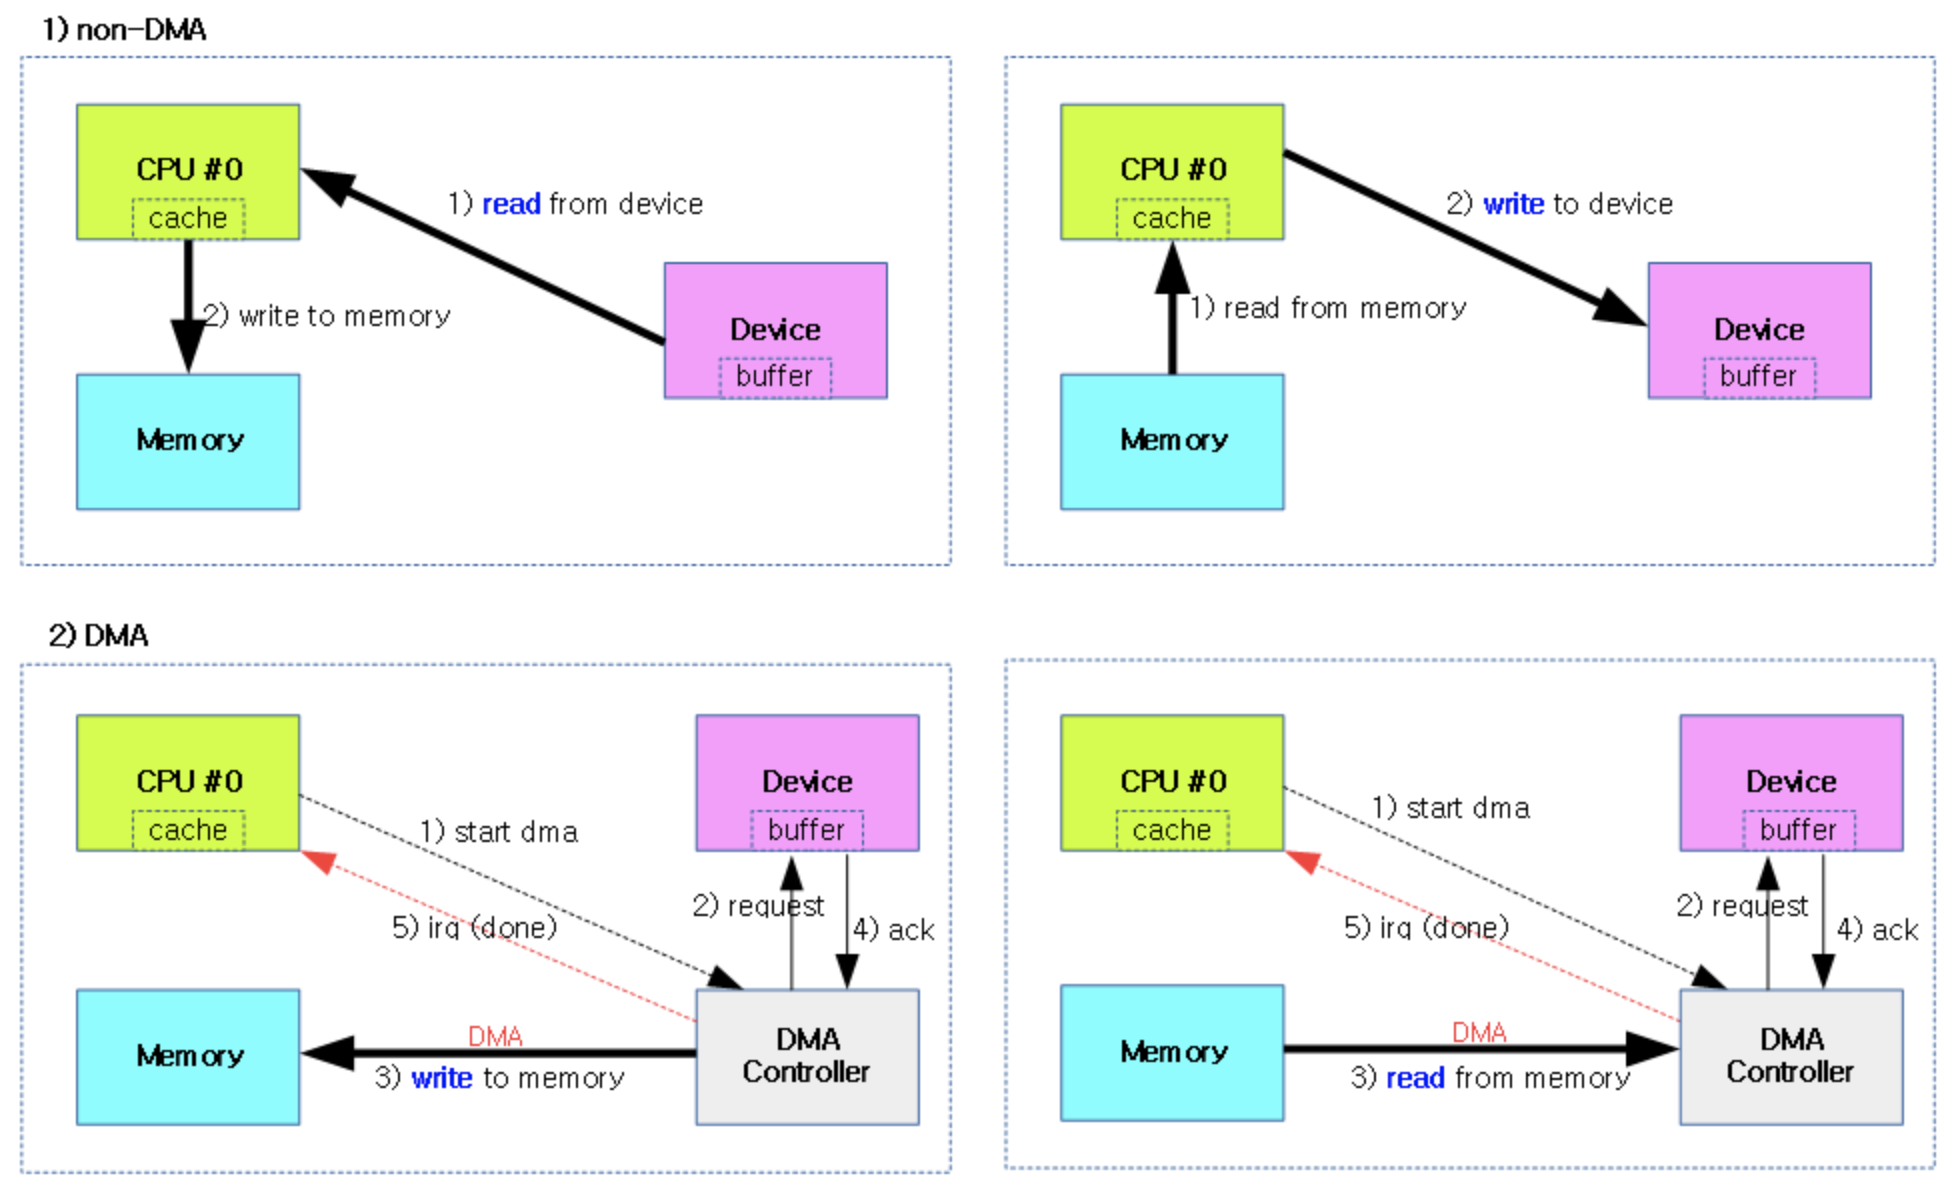 1) non-DMA
CPU #0
cache
1) read from device
2) write to memory
Device
buffer
Memory
CPU #0
cache
2) write to device
1) read from memory
Device
buffer
Memory
2) DMA
CPU #0
cache
1) start dma
Device
buffer
2) request
4) ack
5) irq (done)
Memory
DMA
3) write to memory
DMA
Controller
CPU #0
cache
1) start dma
Device
buffer
2) request
4) ack
5) irq (done)
Memory
DMA
3) read from memory
DMA
Controller